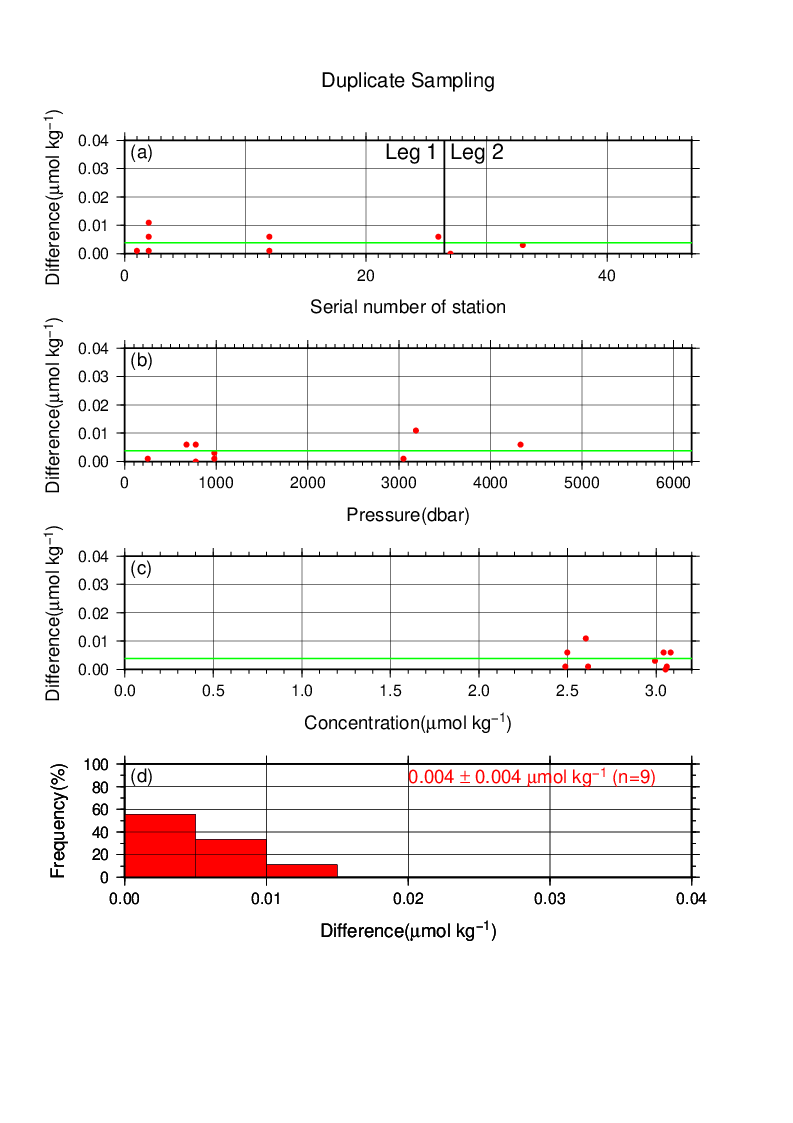 Duplicate Sampling
Difference(μmol kg⁻¹)
0.04
0.03
0.02
0.01
0.00
(a)
Leg 1
Leg 2
0 20 40
Serial number of station
Difference(μmol kg⁻¹)
0.04
0.03
0.02
0.01
0.00
(b)
0 1000 2000 3000 4000 5000 6000
Pressure(dbar)
Difference(μmol kg⁻¹)
0.04
0.03
0.02
0.01
0.00
(c)
0.0 0.5 1.0 1.5 2.0 2.5 3.0
Concentration(μmol kg⁻¹)
Frequency(%)
100
80
60
40
20
0
(d)
0.004 ± 0.004 μmol kg⁻¹ (n=9)
0.00 0.01 0.02 0.03 0.04
Difference(μmol kg⁻¹)